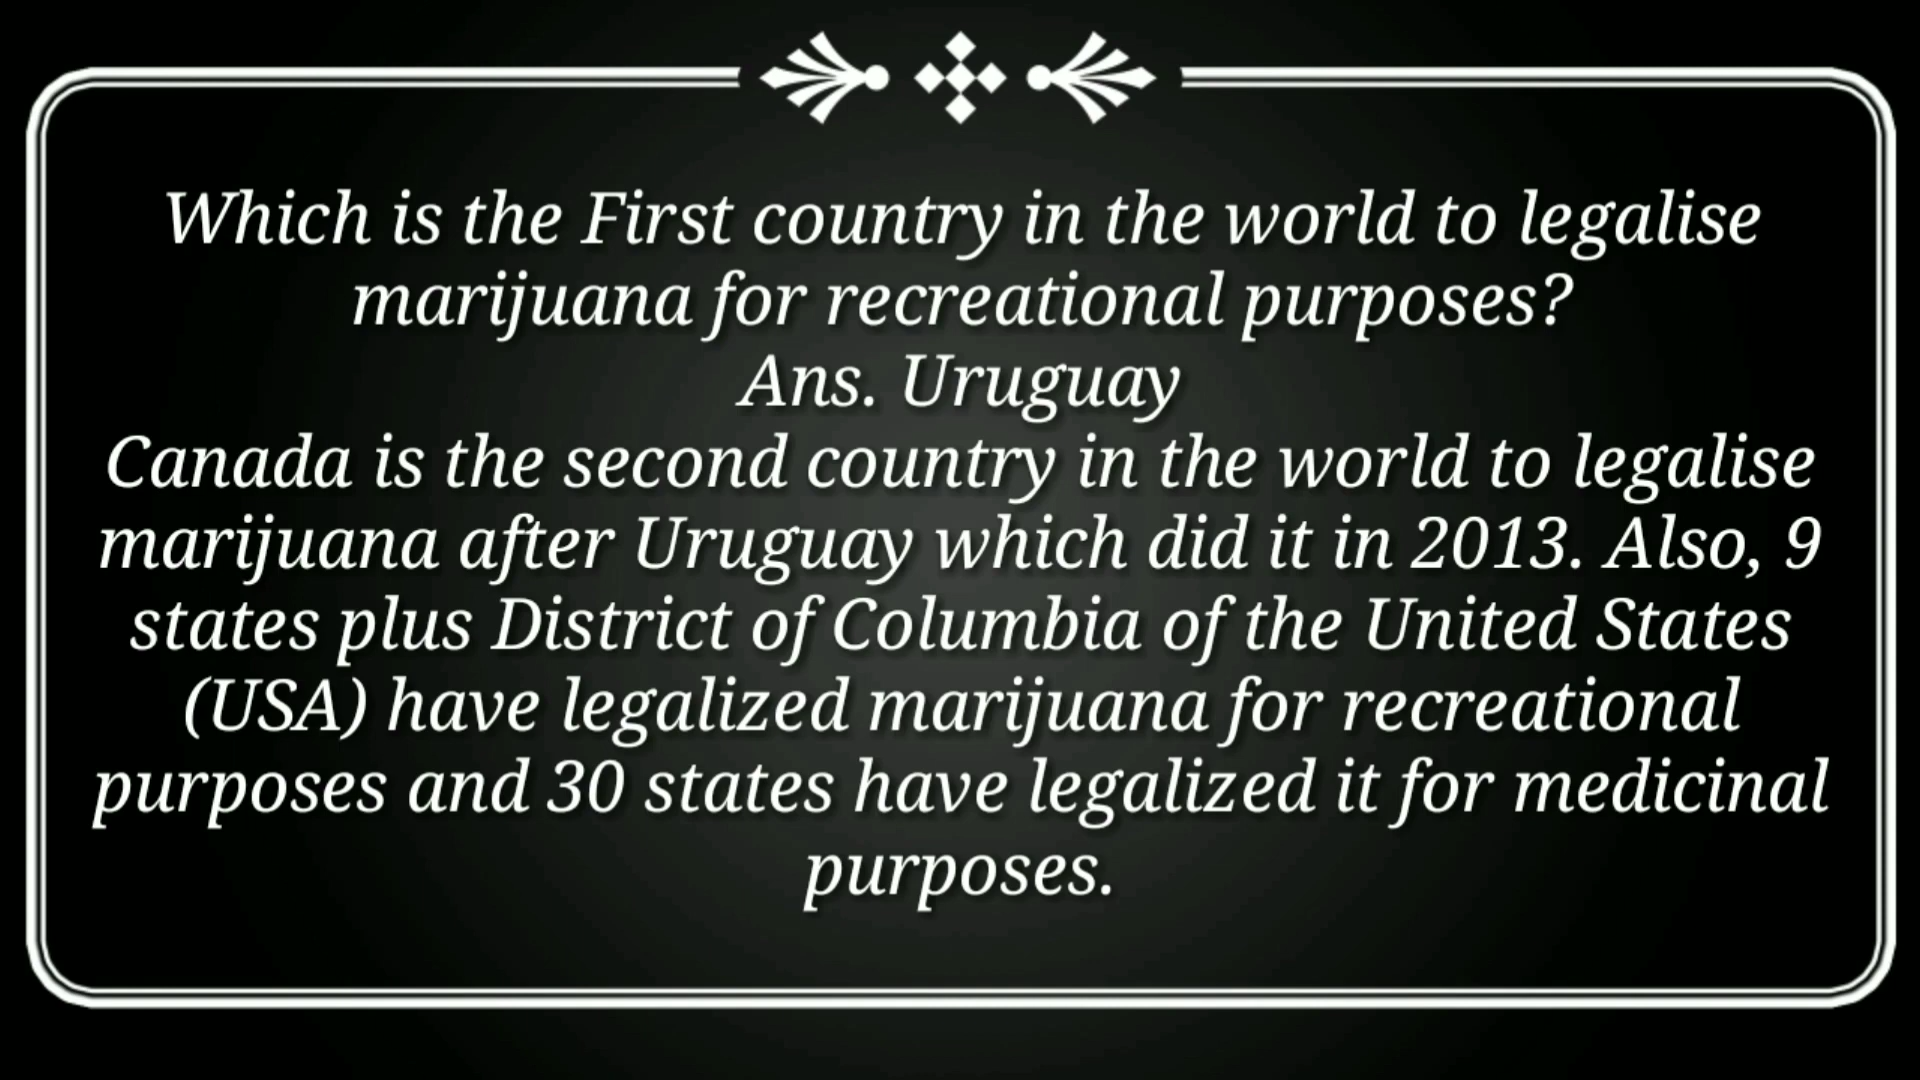 Which is the First country in the world to legalise
marijuana for recreational purposes?
Ans. Uruguay
Canada is the second country in the world to legalise
marijuana after Uruguay which did it in 2013. Also, 9
states plus District of Columbia of the United States
(USA) have legalized marijuana for recreational
purposes and 30 states have legalized it for medicinal
purposes.